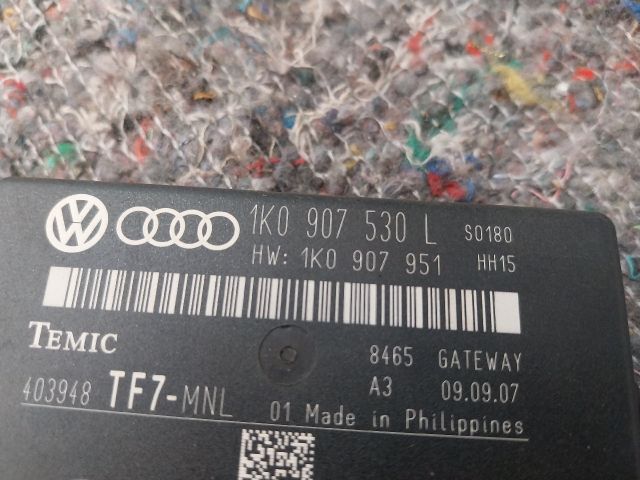 1K0 907 530 L S0180
HW: 1K0 907 951 HH15
TEMIC
8465 GATEWAY
A3 09.09.07
403948 TF7-MNL
01 Made in Philippines